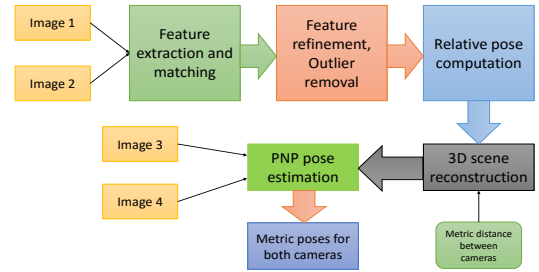 Image 1
Image 2
Feature
extraction and
matching
Feature
refinement,
Outlier
removal
Relative pose
computation
Image 3
Image 4
PNP pose
estimation
3D scene
reconstruction
Metric poses for
both cameras
Metric distance
between
cameras